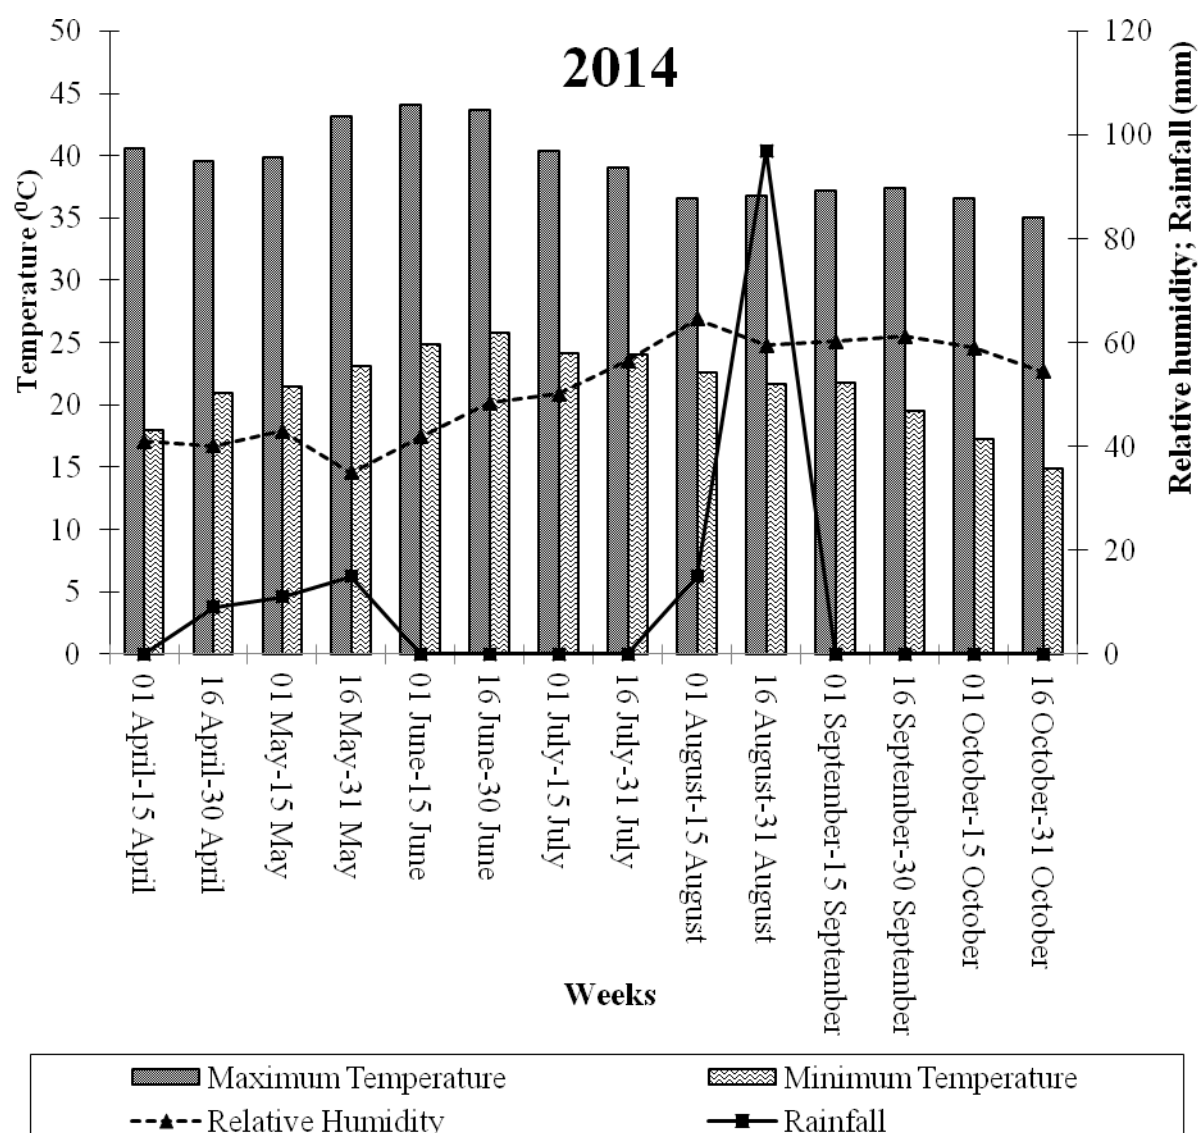 2014
Temperature (⁰C)
50
45
40
35
30
25
20
15
10
5
0
Relative humidity; Rainfall (mm)
120
100
80
60
40
20
0
01 April-15 April
16 April-30 April
01 May-15 May
16 May-31 May
01 June-15 June
16 June-30 June
01 July-15 July
16 July-31 July
01 August-15 August
16 August-31 August
01 September-15 September
16 September-30 September
01 October-15 October
16 October-31 October
Weeks
Maximum Temperature
Minimum Temperature
Relative Humidity
Rainfall